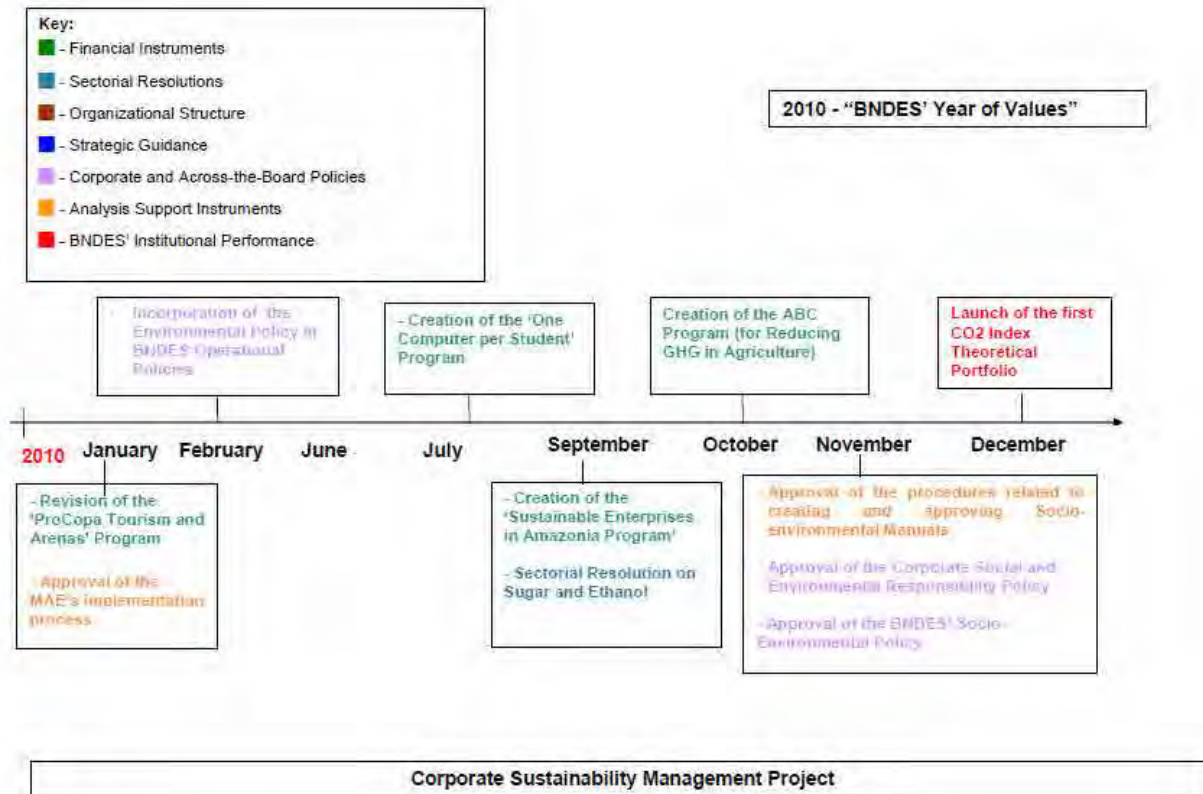 Key:
- Financial Instruments
- Sectorial Resolutions
- Organizational Structure
- Strategic Guidance
- Corporate and Across-the-Board Policies
- Analysis Support Instruments
- BNDES' Institutional Performance
2010 - “BNDES’ Year of Values”
- Incorporation of the
Environmental Policy in
BNDES Operational
Policies
- Creation of the ‘One
Computer per Student’
Program
Creation of the ABC
Program (for Reducing
GHG in Agriculture)
Launch of the first
CO2 Index
Theoretical
Portfolio
2010 January February June July September October November December
- Revision of the
‘ProCopa Tourism and
Arenas’ Program
- Approval of the
MAE's implementation
process
- Creation of the
‘Sustainable Enterprises
in Amazonia Program’
- Sectorial Resolution on
Sugar and Ethanol
- Approval of the procedures related to
creating and approving Socio-
environmental Manuals
- Approval of the Corporate Social and
Environmental Responsibility Policy
- Approval of the BNDES' Socio-
Environmental Policy
Corporate Sustainability Management Project